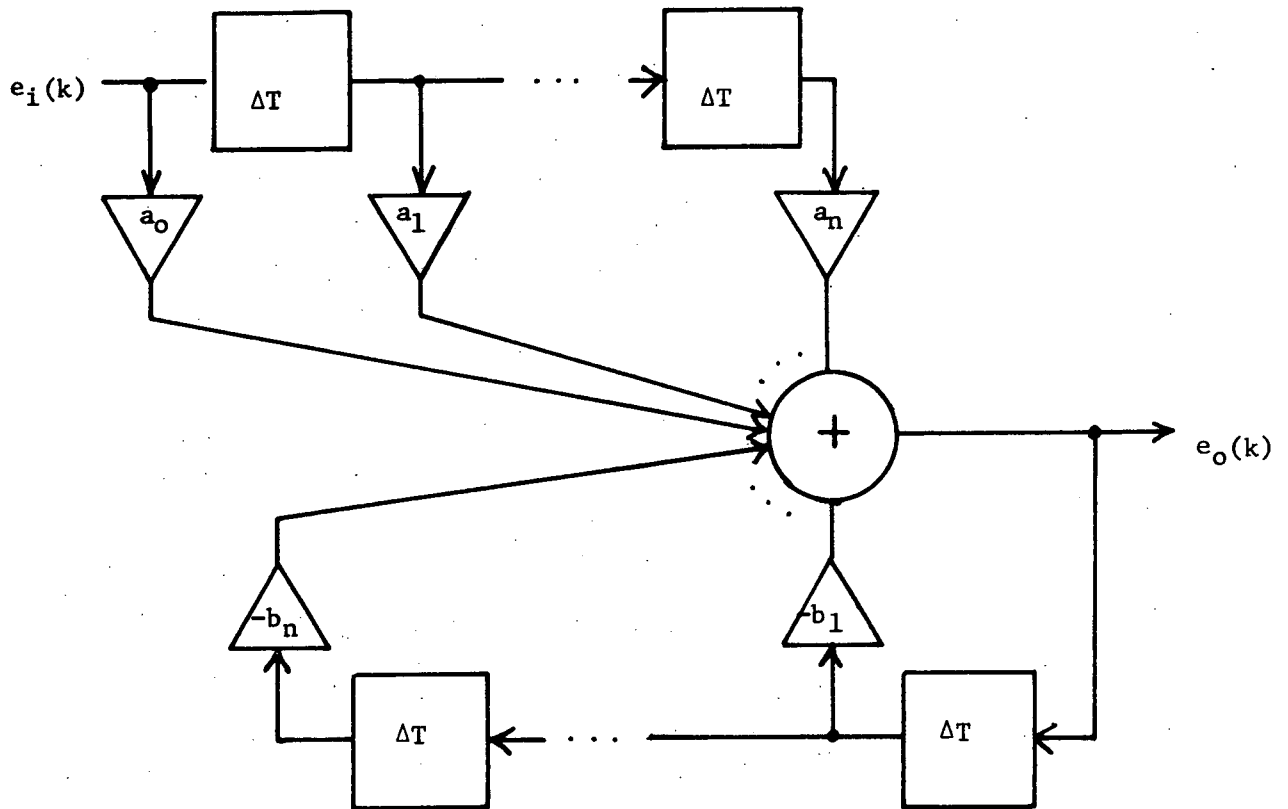 e_i(k)
ΔT
···
ΔT
a_o
a_1
a_n
+
e_o(k)
-b_n
-b_1
ΔT
···
ΔT